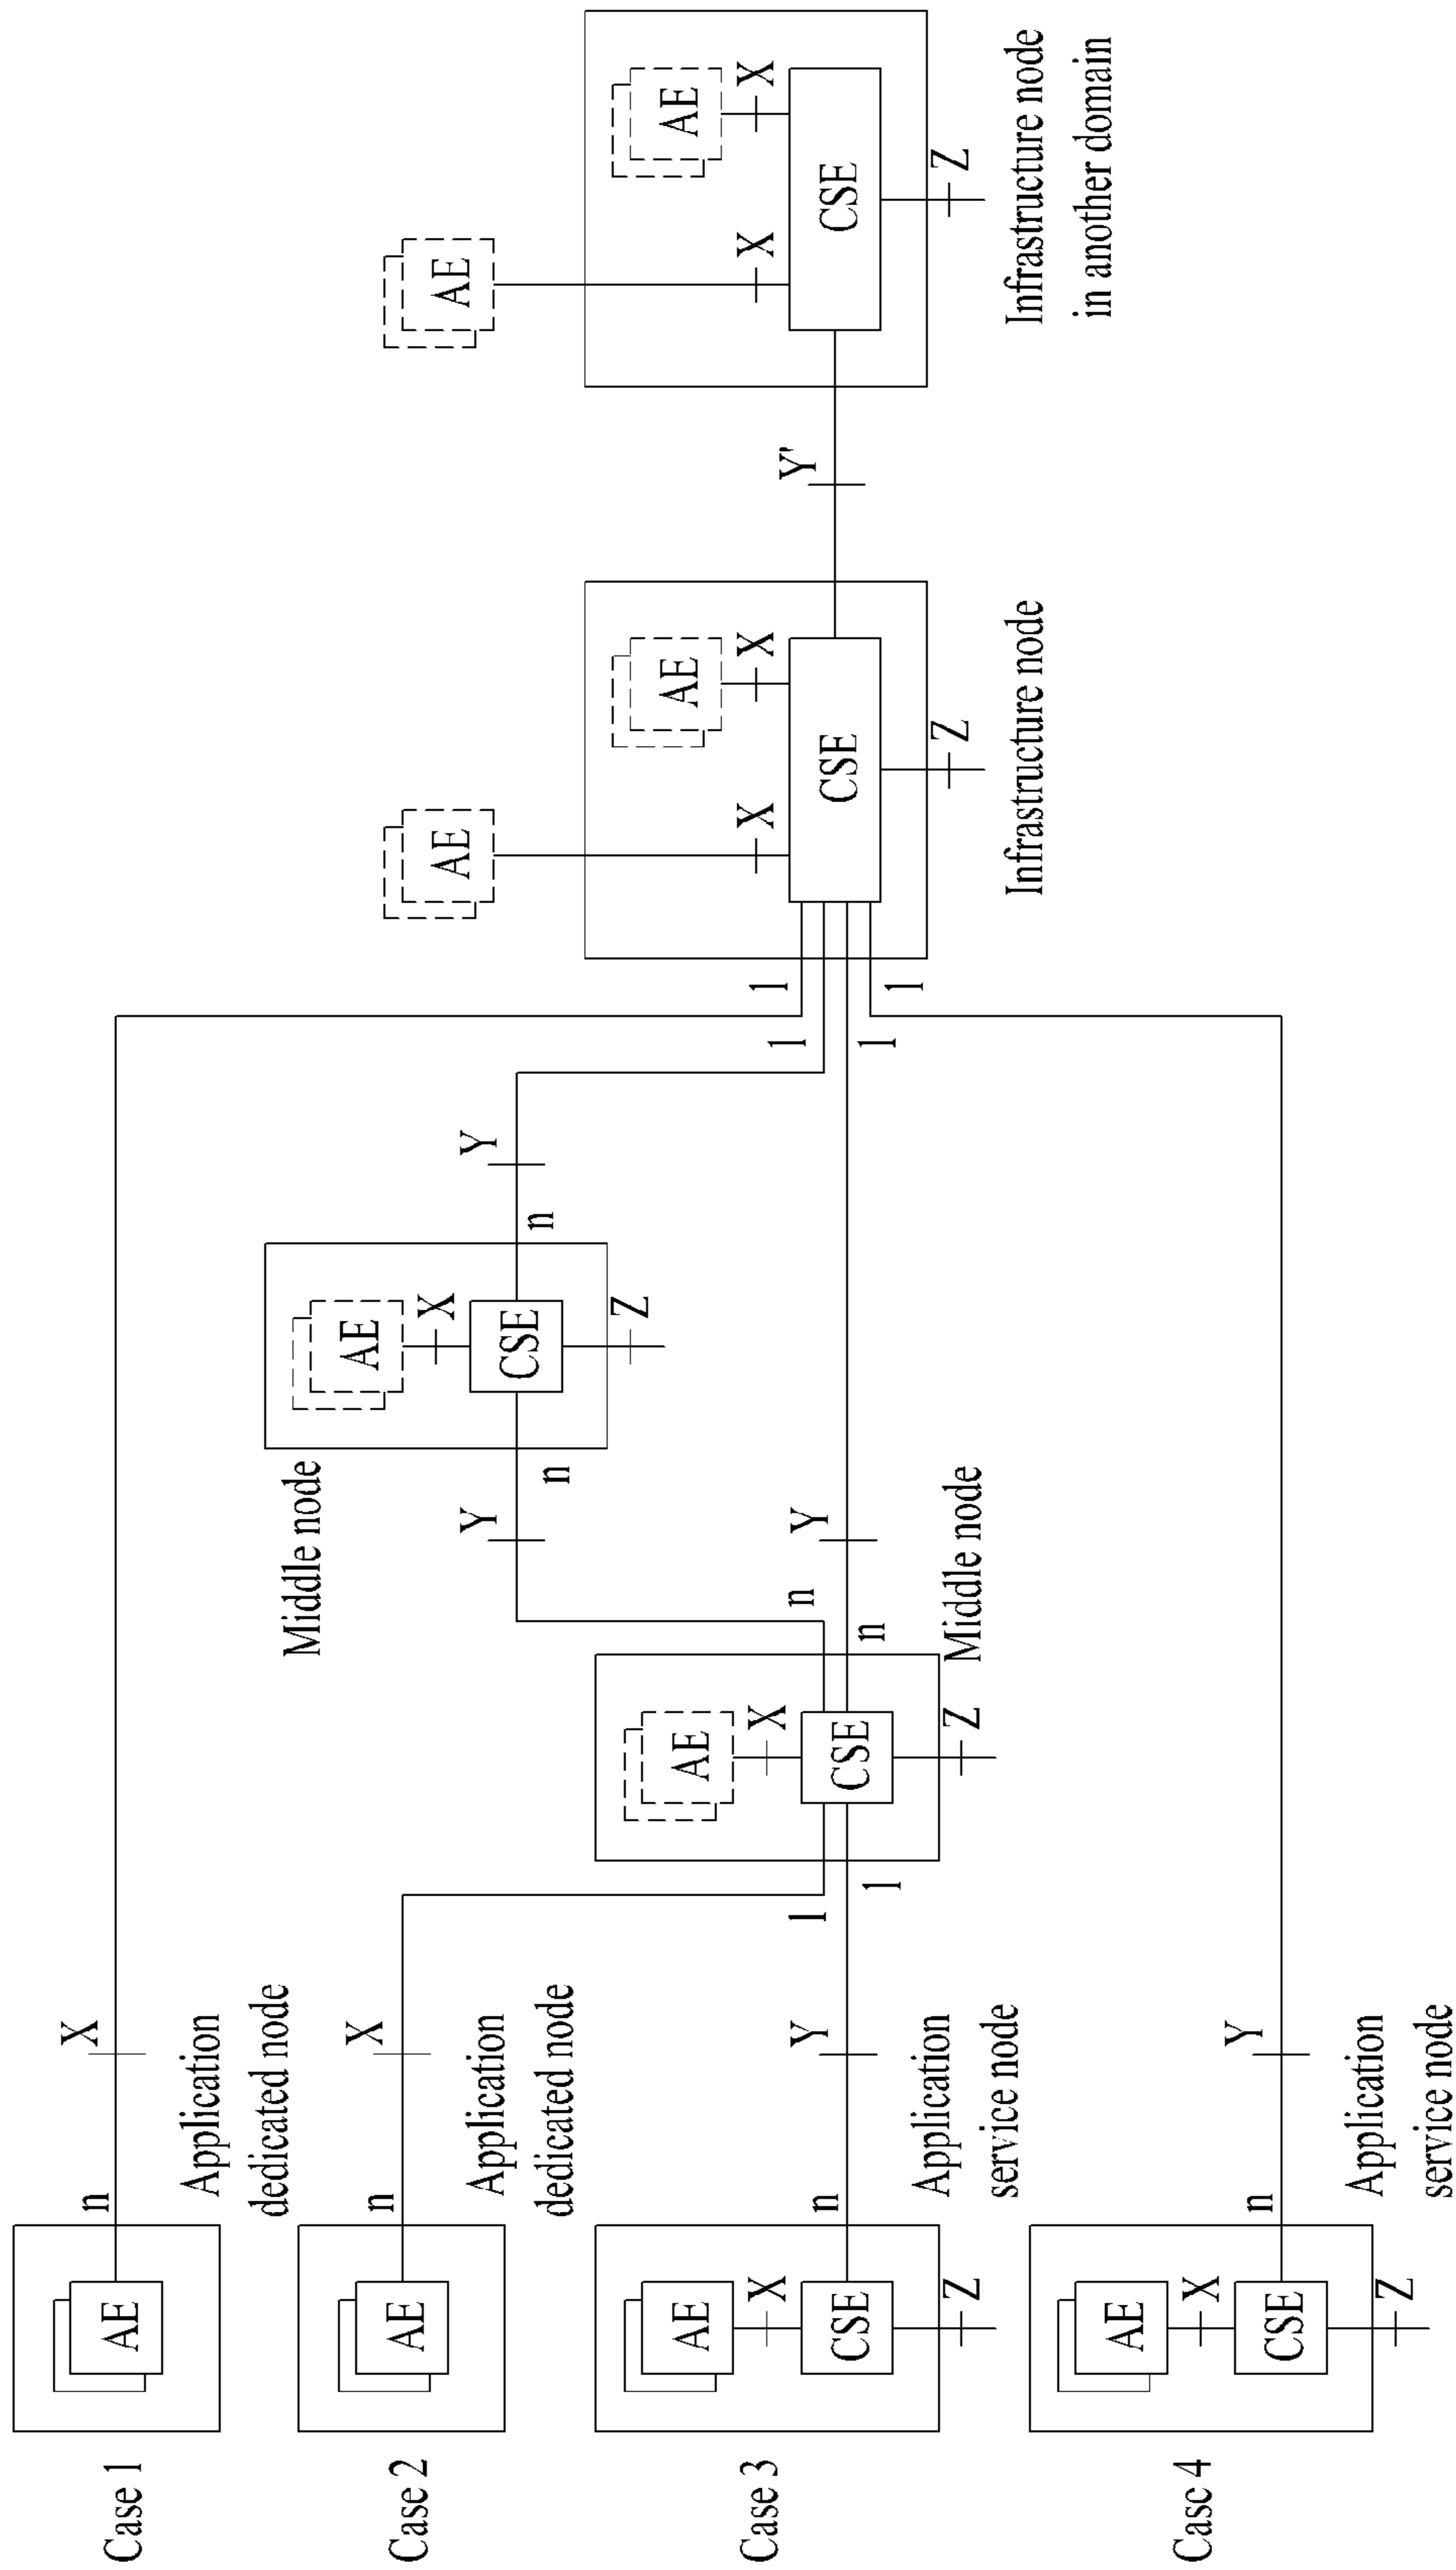 Case 1
AE
n
X
Application
dedicated node
1
Case 2
AE
n
X
Application
dedicated node
1
Case 3
AE
X
CSE
Z
n
Y
Application
service node
1
Case 4
AE
X
CSE
Z
n
Y
Application
service node
AE
X
CSE
Z
Middle node
n
n
Y
Y
Middle node
n
AE
X
CSE
Z
n
Y
1
1
1
AE
AE
X
X
CSE
Z
Infrastructure node
Y'
AE
AE
X
X
CSE
Z
Infrastructure node
in another domain